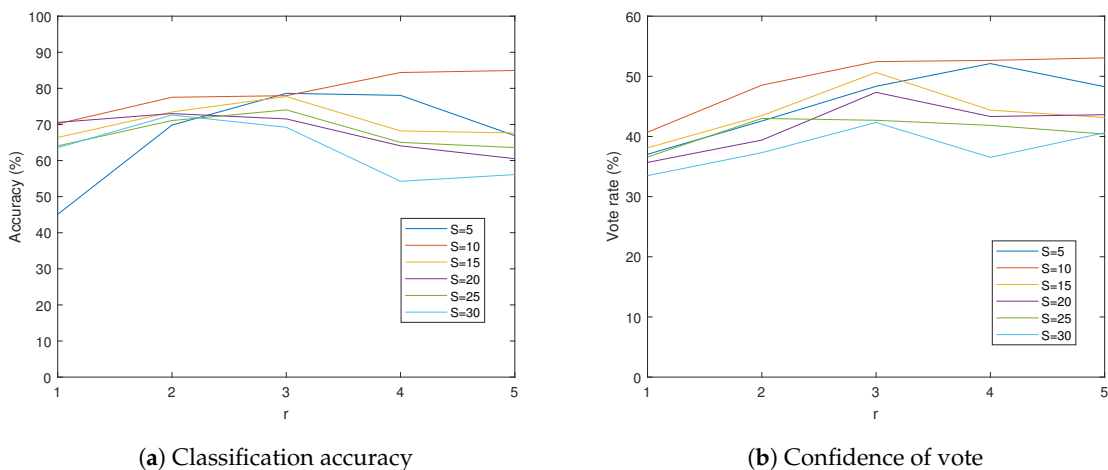 100
90
80
70
60
50
40
30
20
10
0
Accuracy (%)
S=5
S=10
S=15
S=20
S=25
S=30
1 2 3 4 5
r
(a) Classification accuracy
60
50
40
30
20
10
0
Vote rate (%)
S=5
S=10
S=15
S=20
S=25
S=30
1 2 3 4 5
r
(b) Confidence of vote